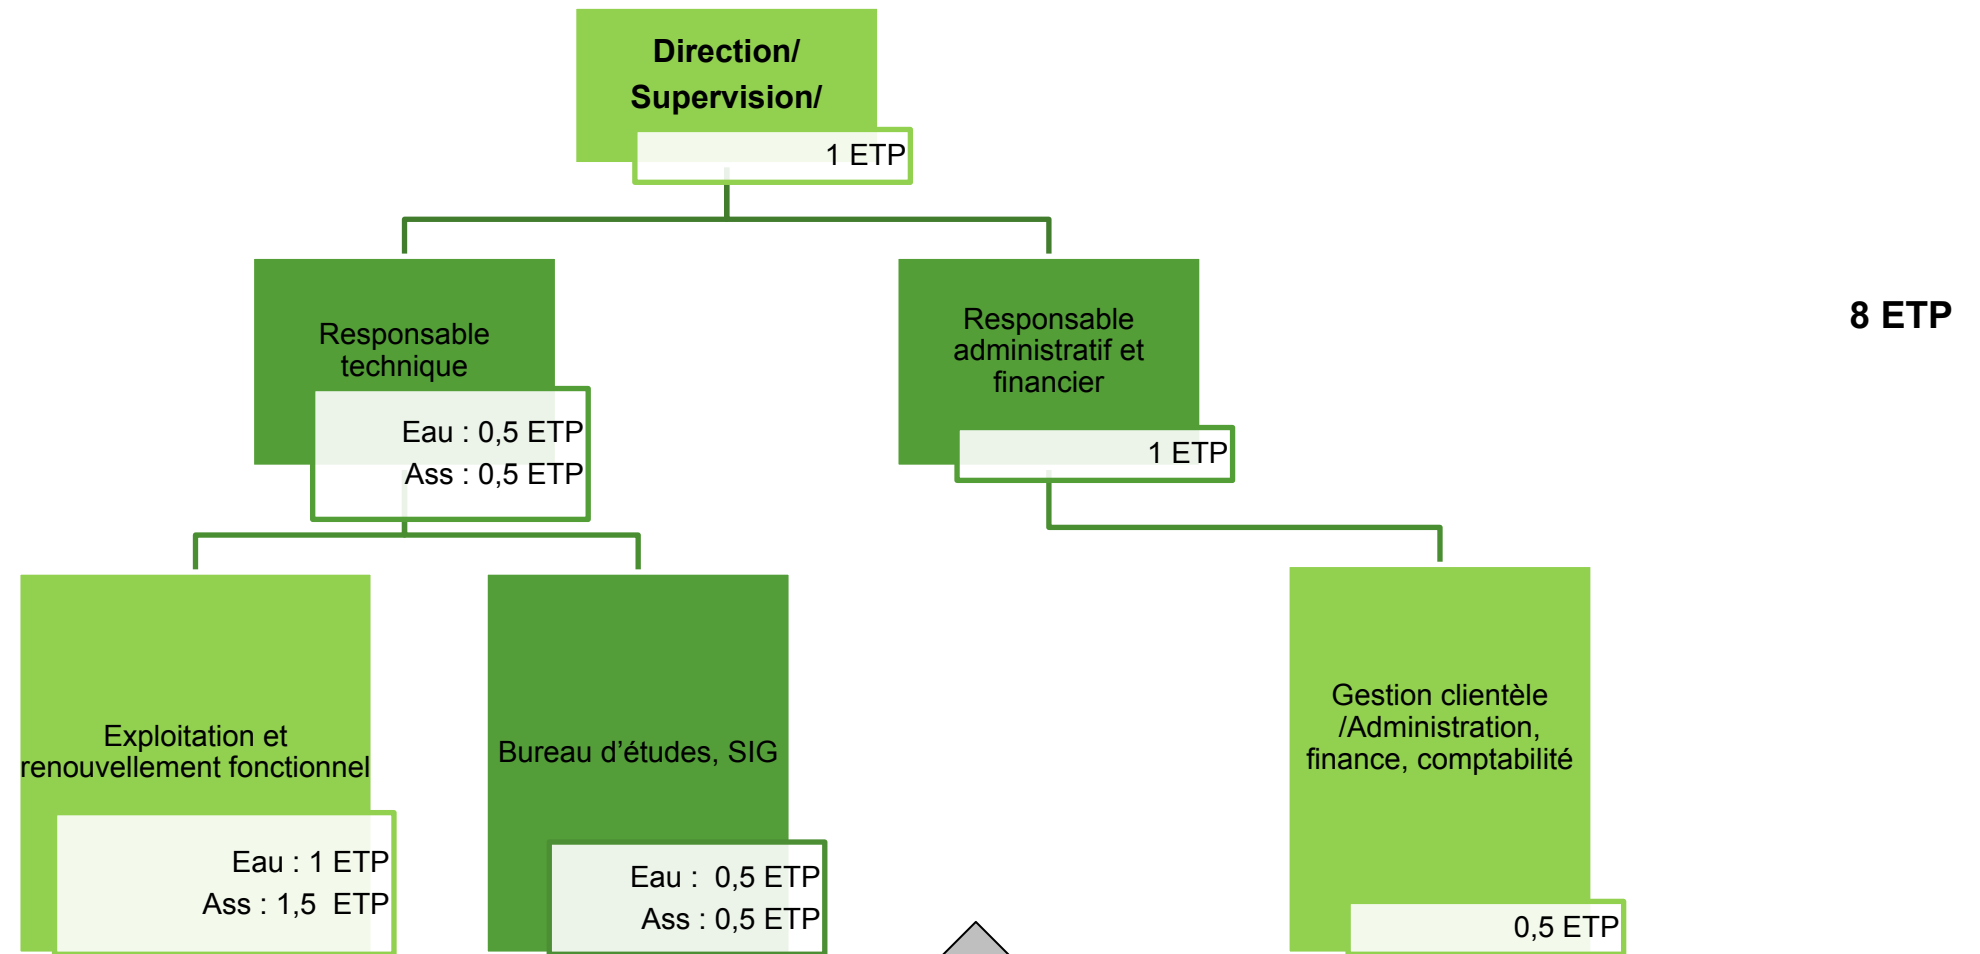 Direction/
Supervision/
1 ETP
8 ETP
Responsable
technique
Eau : 0,5 ETP
Ass : 0,5 ETP
Responsable
administratif et
financier
1 ETP
Exploitation et
renouvellement fonctionnel
Eau : 1 ETP
Ass : 1,5 ETP
Bureau d’études, SIG
Eau : 0,5 ETP
Ass : 0,5 ETP
Gestion clientèle
/Administration,
finance, comptabilité
0,5 ETP